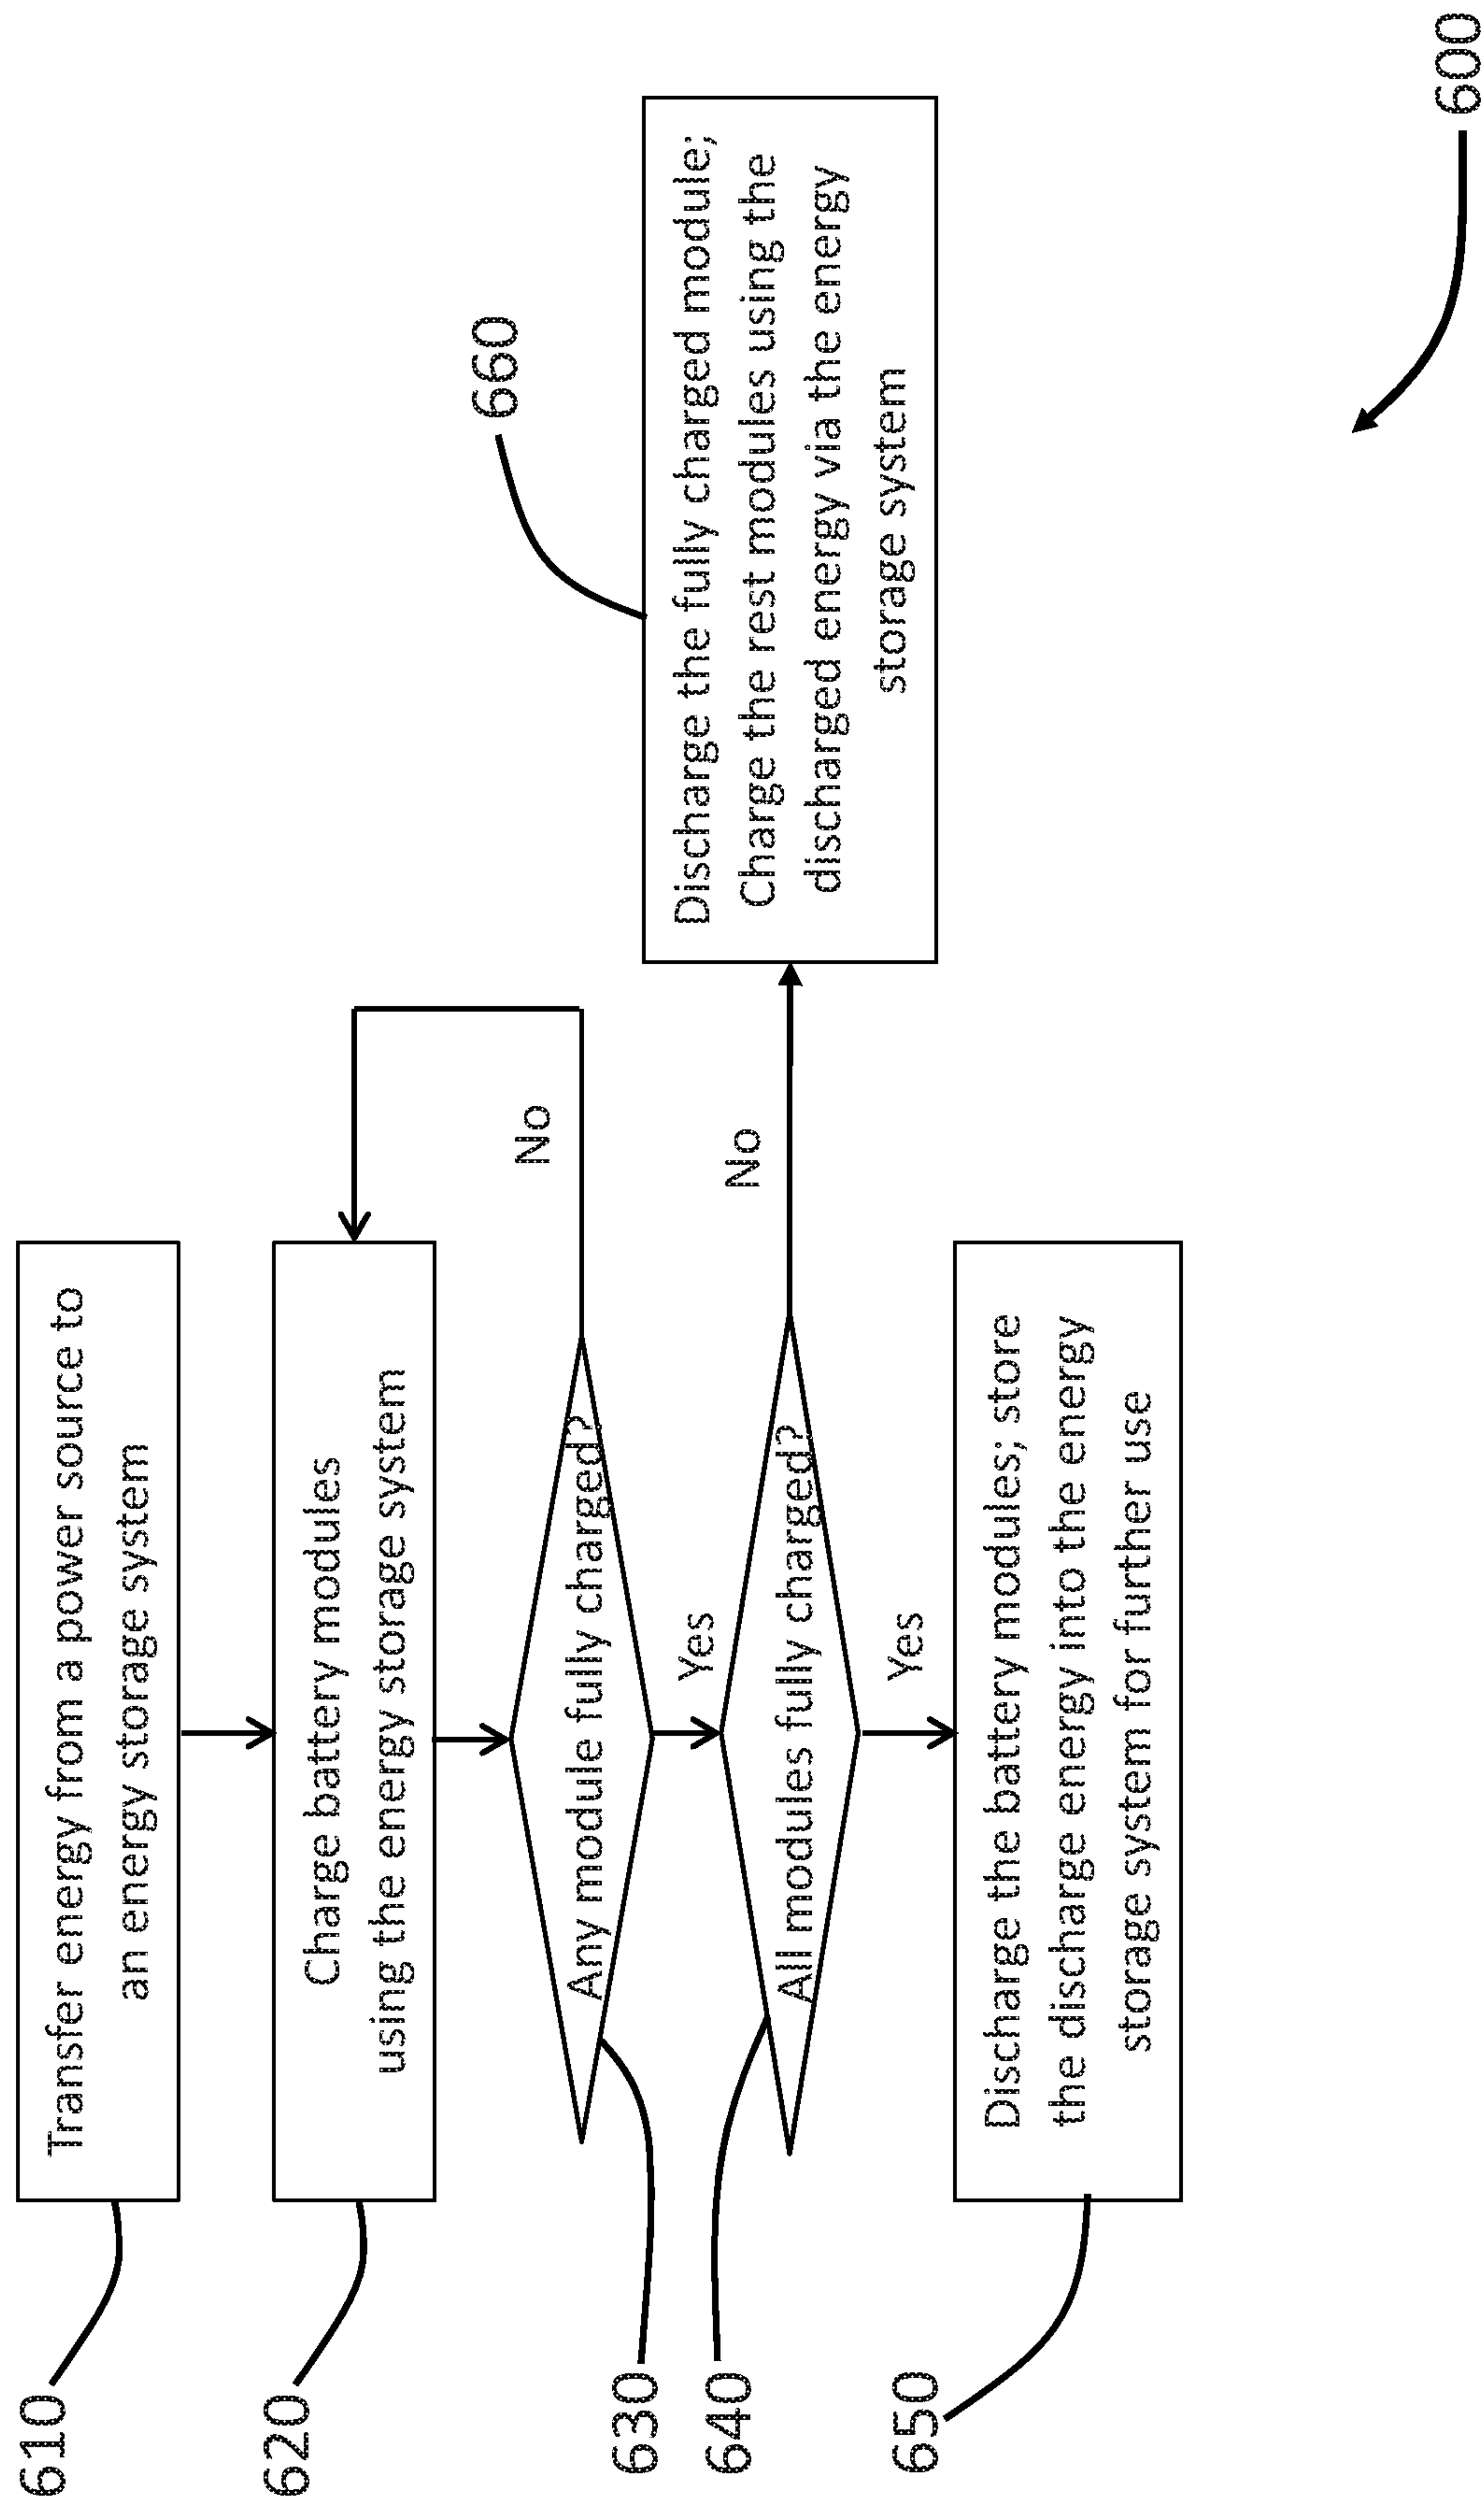 610
Transfer energy from a power source to
an energy storage system
620
Charge battery modules
using the energy storage system
630
Any module fully charged?
No
Yes
640
All modules fully charged?
No
Yes
660
Discharge the fully charged module;
Charge the rest modules using the
discharged energy via the energy
storage system
650
Discharge the battery modules; store
the discharge energy into the energy
storage system for further use
600